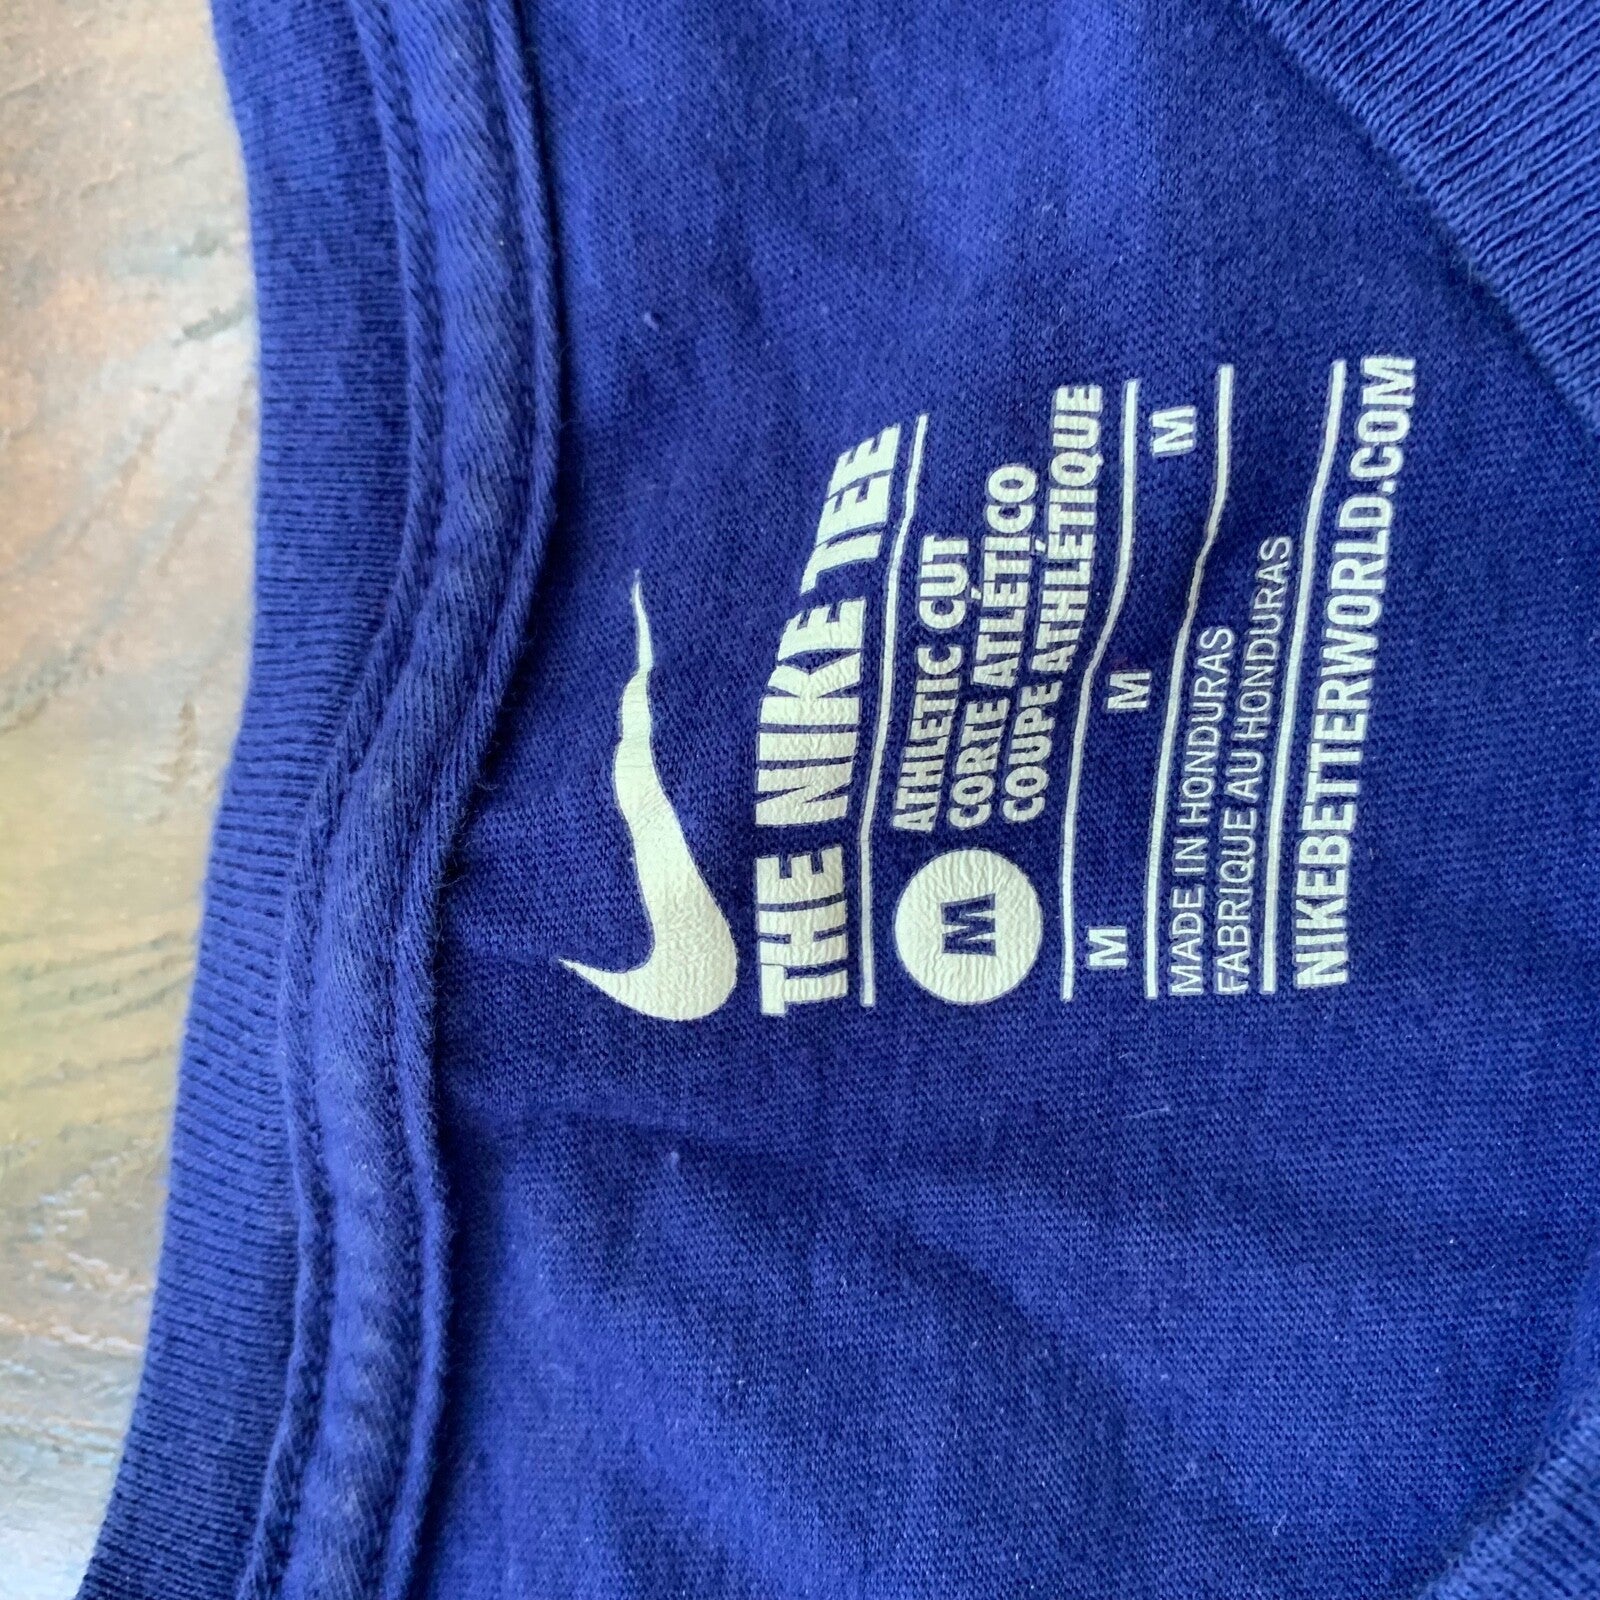 THE NIKE TEE
M
ATHLETIC CUT
CORTE ATLÉTICO
COUPE ATHLÉTIQUE
M M M
MADE IN HONDURAS
FABRIQUE AU HONDURAS
NIKEBETTERWORLD.COM